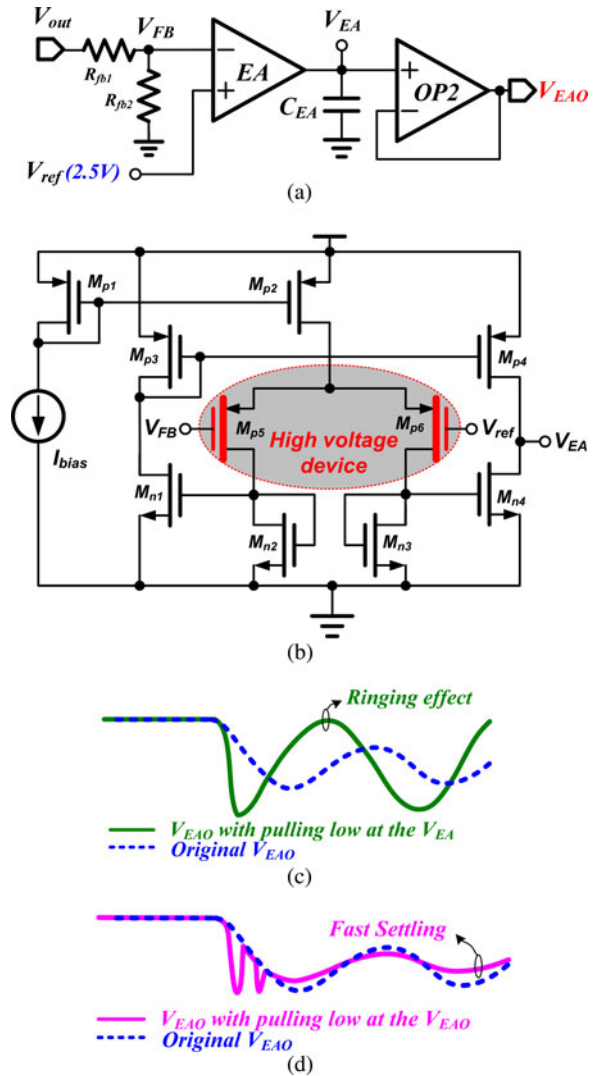 Vout
VFB
VEA
Rfb1
Rfb2
−
EA
+
+
OP2
−
CEA
VEAO
Vref (2.5V)
(a)
Mp1
Mp2
Mp3
Mp4
Ibias
VFB
Mp5
Mp6
Vref
High voltage
device
VEA
Mn1
Mn2
Mn3
Mn4
(b)
Ringing effect
VEAO with pulling low at the VEA
Original VEAO
(c)
Fast Settling
VEAO with pulling low at the VEAO
Original VEAO
(d)